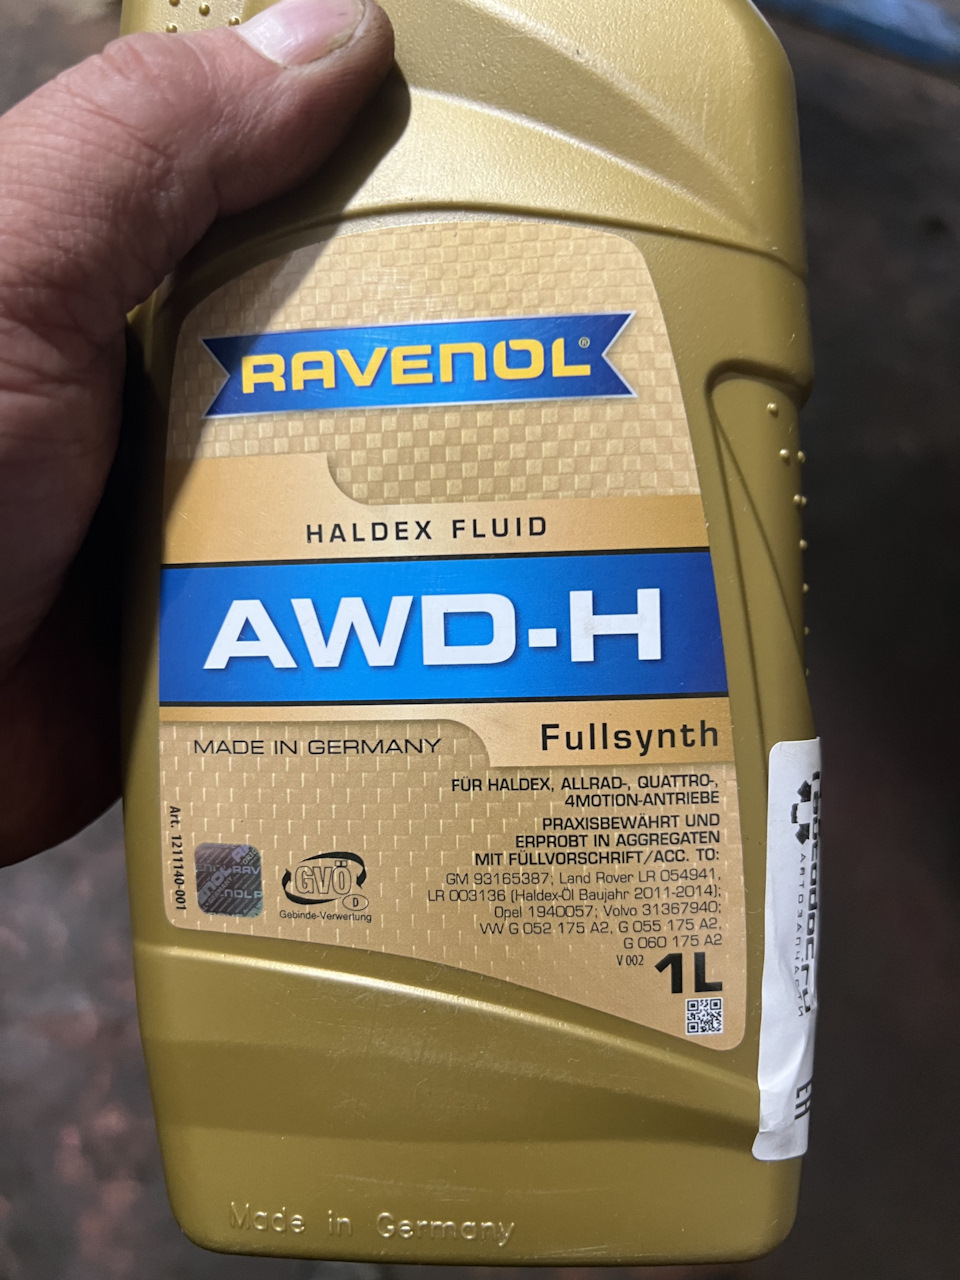 RAVENOL®
HALDEX FLUID
AWD-H
MADE IN GERMANY
Fullsynth
FÜR HALDEX, ALLRAD-, QUATTRO-,
4MOTION-ANTRIEBE
PRAXISBEWÄHRT UND
ERPROBT IN AGGREGATEN
MIT FÜLLVORSCHRIFT/ACC. TO:
GM 93165387; Land Rover LR 054941,
LR 003136 (Haldex-Öl Baujahr 2011-2014);
Opel 1940057; Volvo 31367940;
VW G 052 175 A2, G 055 175 A2,
G 060 175 A2
V 002
1L
Art. 1211140-001
GVÖ
D
Gebinde-Verwertung
АВТОЗАПЧАСТИ
Made in Germany